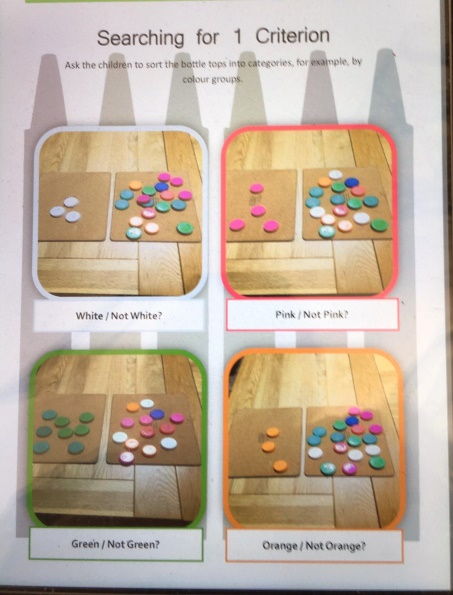 Searching for 1 Criterion
Ask the children to sort the bottle tops into categories, for example, by
colour groups.
White / Not White?
Pink / Not Pink?
Green / Not Green?
Orange / Not Orange?